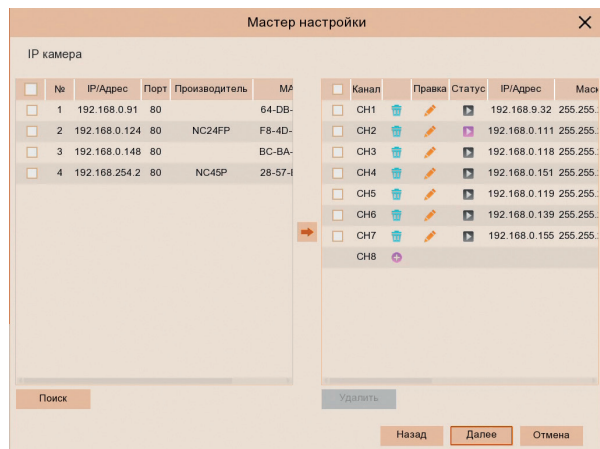 Мастер настройки
IP камера
№ IP/Адрес Порт Производитель MA
1 192.168.0.91 80 64-DB-
2 192.168.0.124 80 NC24FP F8-4D-
3 192.168.0.148 80 BC-BA-
4 192.168.254.2 80 NC45P 28-57-
Канал Правка Статус IP/Адрес Маск
CH1 192.168.9.32 255.255.
CH2 192.168.0.111 255.255.
CH3 192.168.0.118 255.255.
CH4 192.168.0.151 255.255.
CH5 192.168.0.119 255.255.
CH6 192.168.0.139 255.255.
CH7 192.168.0.155 255.255.
CH8
Поиск
Удалить
Назад Далее Отмена